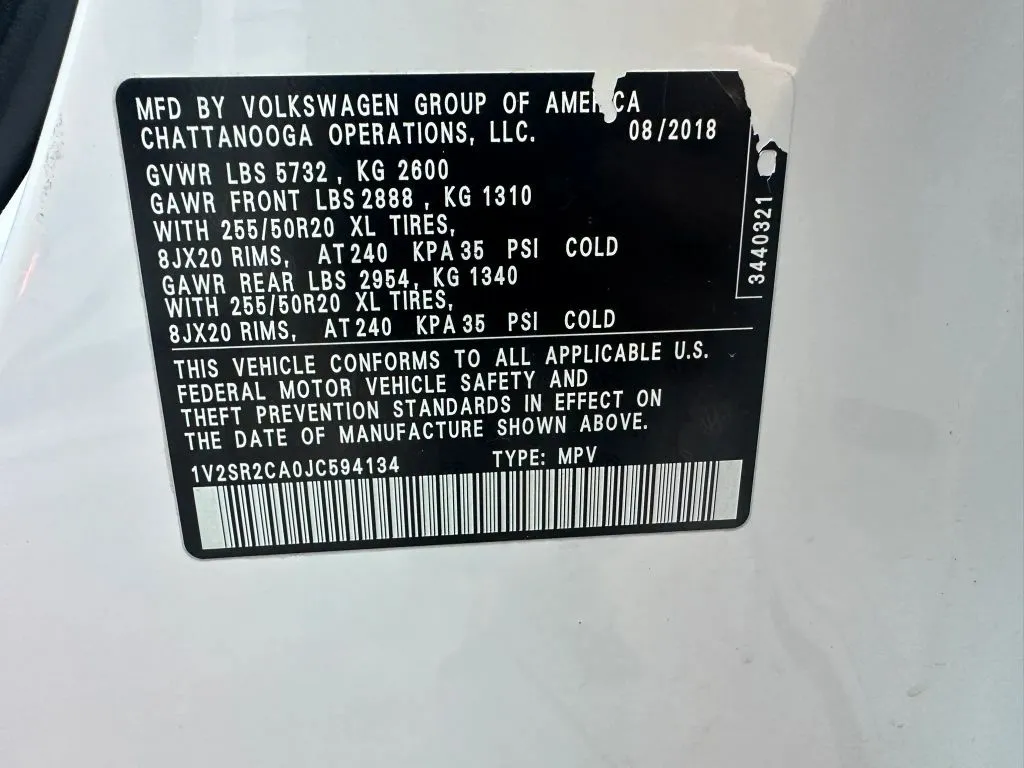 MFD BY VOLKSWAGEN GROUP OF AMERICA
CHATTANOOGA OPERATIONS, LLC. 08/2018
GVWR LBS 5732 , KG 2600
GAWR FRONT LBS 2888 , KG 1310
WITH 255/50R20 XL TIRES,
8JX20 RIMS, AT 240 KPA 35 PSI COLD
GAWR REAR LBS 2954, KG 1340
WITH 255/50R20 XL TIRES,
8JX20 RIMS, AT 240 KPA 35 PSI COLD
3440321
THIS VEHICLE CONFORMS TO ALL APPLICABLE U.S.
FEDERAL MOTOR VEHICLE SAFETY AND
THEFT PREVENTION STANDARDS IN EFFECT ON
THE DATE OF MANUFACTURE SHOWN ABOVE.
1V2SR2CA0JC594134 TYPE: MPV